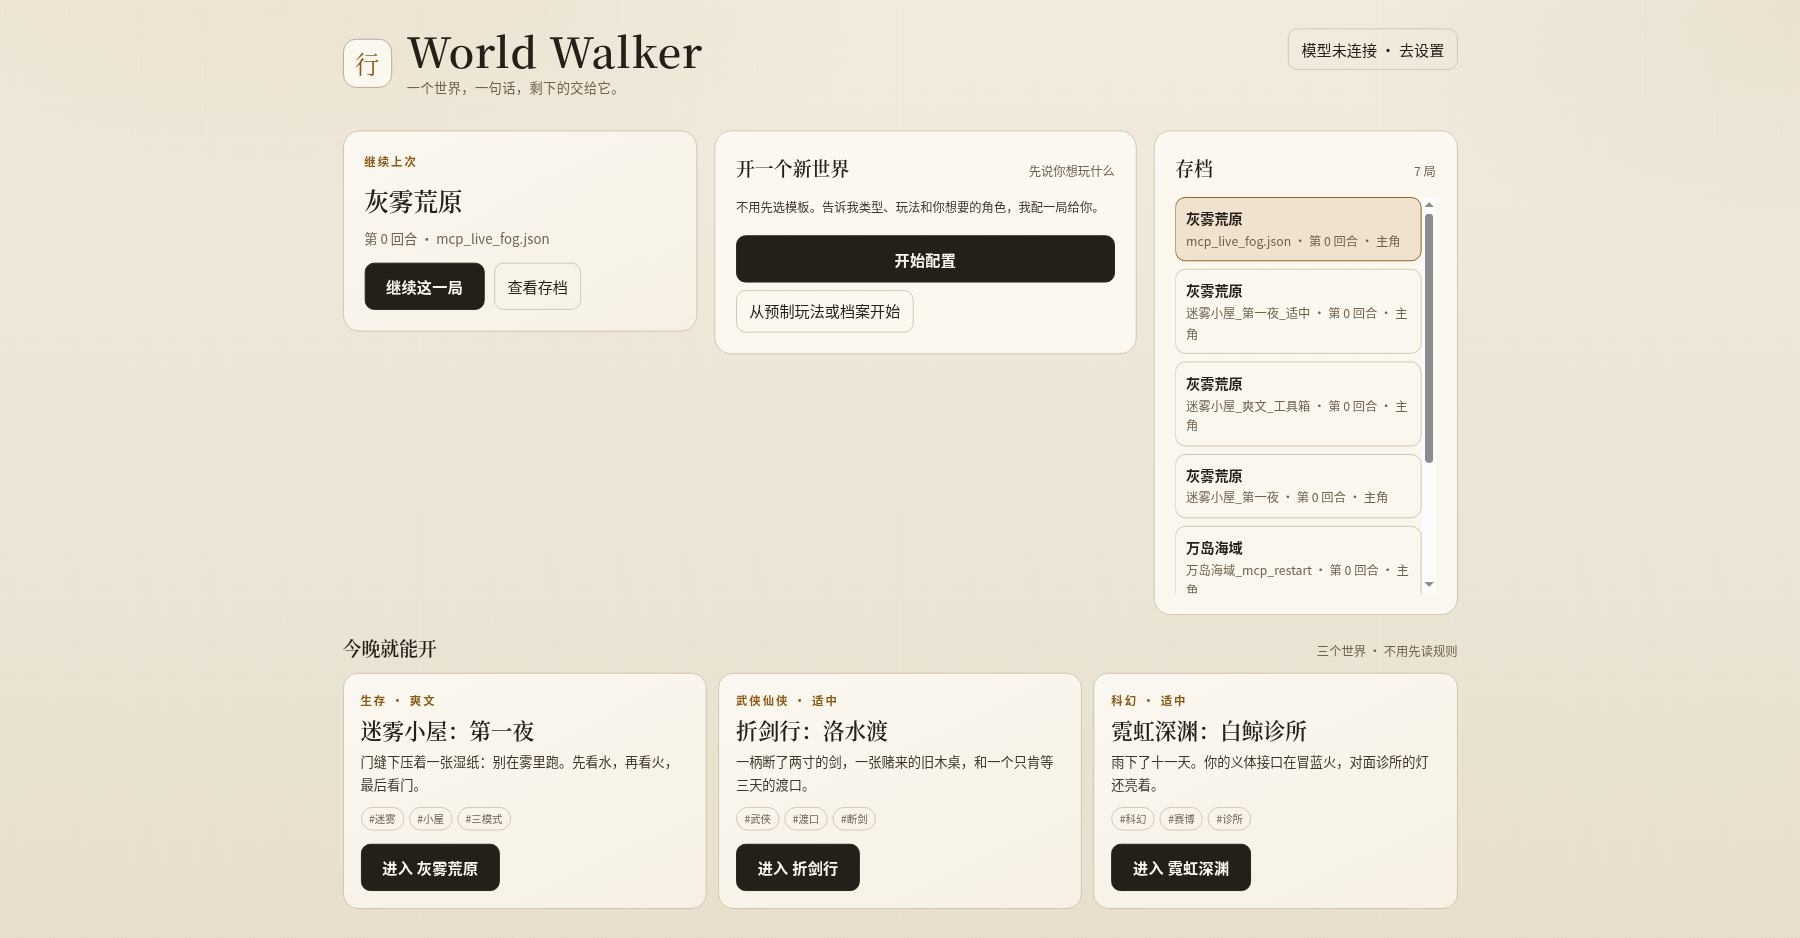 行
World Walker
一个世界，一句话，剩下的交给它。
模型未连接 · 去设置
继续上次
灰雾荒原
第 0 回合 · mcp_live_fog.json
继续这一局
查看存档
开一个新世界
先说你想玩什么
不用先选模板。告诉我类型、玩法和你想要的角色，我配一局给你。
开始配置
从预制玩法或档案开始
存档
7 局
灰雾荒原
mcp_live_fog.json · 第 0 回合 · 主角
灰雾荒原
迷雾小屋_第一夜_适中 · 第 0 回合 · 主
角
灰雾荒原
迷雾小屋_爽文_工具箱 · 第 0 回合 · 主
角
灰雾荒原
迷雾小屋_第一夜 · 第 0 回合 · 主角
万岛海域
万岛海域_mcp_restart · 第 0 回合 · 主
角
今晚就能开
三个世界 · 不用先读规则
生存 · 爽文
迷雾小屋：第一夜
门缝下压着一张湿纸：别在雾里跑。先看水，再看火，
最后看门。
#迷雾 #小屋 #三模式
进入 灰雾荒原
武侠仙侠 · 适中
折剑行：洛水渡
一柄断了两寸的剑，一张赌来的旧木桌，和一个只肯等
三天的渡口。
#武侠 #渡口 #断剑
进入 折剑行
科幻 · 适中
霓虹深渊：白鲸诊所
雨下了十一天。你的义体接口在冒蓝火，对面诊所的灯
还亮着。
#科幻 #赛博 #诊所
进入 霓虹深渊